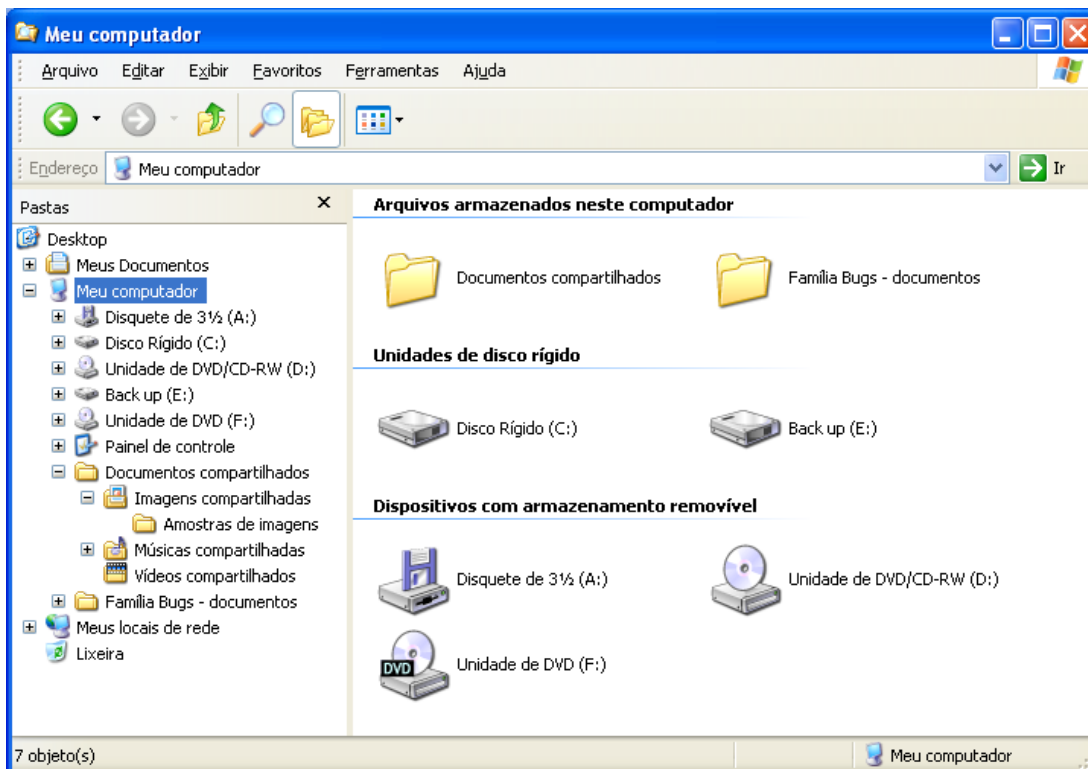 Meu computador
Arquivo Editar Exibir Favoritos Ferramentas Ajuda
Endereço Meu computador Ir
Pastas
Desktop
Meus Documentos
Meu computador
Disquete de 3½ (A:)
Disco Rígido (C:)
Unidade de DVD/CD-RW (D:)
Back up (E:)
Unidade de DVD (F:)
Painel de controle
Documentos compartilhados
Imagens compartilhadas
Amostras de imagens
Músicas compartilhadas
Vídeos compartilhados
Família Bugs - documentos
Meus locais de rede
Lixeira
Arquivos armazenados neste computador
Documentos compartilhados Família Bugs - documentos
Unidades de disco rígido
Disco Rígido (C:) Back up (E:)
Dispositivos com armazenamento removível
Disquete de 3½ (A:) Unidade de DVD/CD-RW (D:)
DVD Unidade de DVD (F:)
7 objeto(s) Meu computador